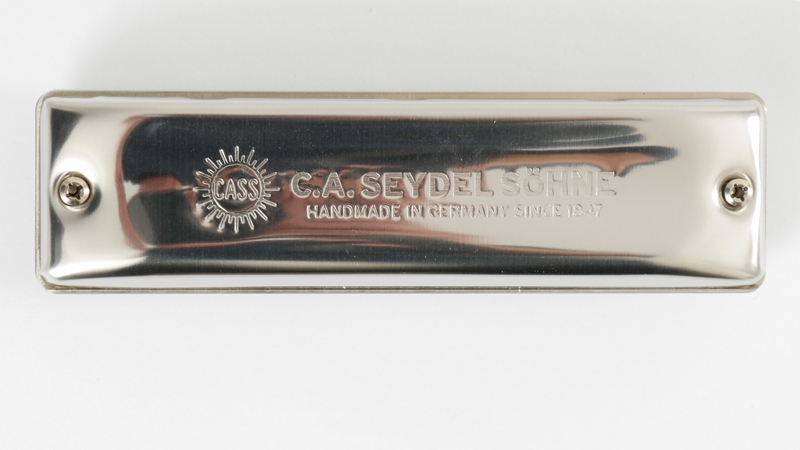 CASS
C.A. SEYDEL SÖHNE
HANDMADE IN GERMANY SINCE 1847